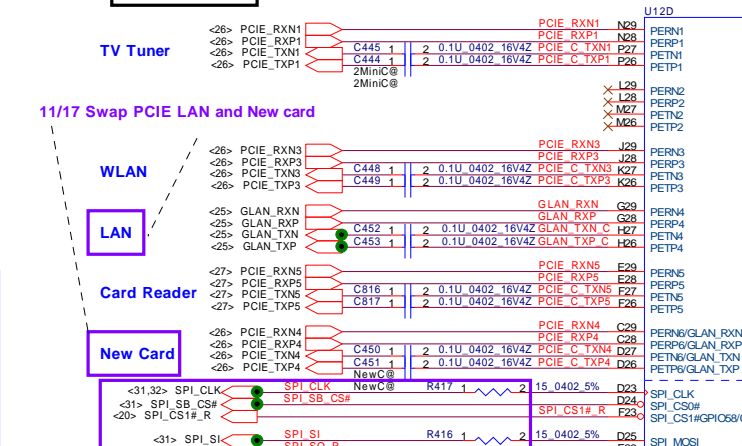 U12D
TV Tuner
<26> PCIE_RXN1 PCIE_RXN1 N29 PERN1
<26> PCIE_RXP1 PCIE_RXP1 N28 PERP1
<26> PCIE_TXN1 C445 1 2 0.1U_0402_16V4Z PCIE_C_TXN1 P27 PETN1
<26> PCIE_TXP1 C444 1 2 0.1U_0402_16V4Z PCIE_C_TXP1 P26 PETP1
2MiniC@
2MiniC@
L29 PERN2
L28 PERP2
M27 PETN2
M26 PETP2
11/17 Swap PCIE LAN and New card
WLAN
<26> PCIE_RXN3 PCIE_RXN3 J29 PERN3
<26> PCIE_RXP3 PCIE_RXP3 J28 PERP3
<26> PCIE_TXN3 C448 1 2 0.1U_0402_16V4Z PCIE_C_TXN3 K27 PETN3
<26> PCIE_TXP3 C449 1 2 0.1U_0402_16V4Z PCIE_C_TXP3 K26 PETP3
LAN
<25> GLAN_RXN GLAN_RXN G29 PERN4
<25> GLAN_RXP GLAN_RXP G28 PERP4
<25> GLAN_TXN C452 1 2 0.1U_0402_16V4Z GLAN_TXN_C H27 PETN4
<25> GLAN_TXP C453 1 2 0.1U_0402_16V4Z GLAN_TXP_C H26 PETP4
Card Reader
<27> PCIE_RXN5 PCIE_RXN5 E29 PERN5
<27> PCIE_RXP5 PCIE_RXP5 E28 PERP5
<27> PCIE_TXN5 C816 1 2 0.1U_0402_16V4Z PCIE_C_TXN5 F27 PETN5
<27> PCIE_TXP5 C817 1 2 0.1U_0402_16V4Z PCIE_C_TXP5 F26 PETP5
New Card
<26> PCIE_RXN4 PCIE_RXN4 C29 PERN6/GLAN_RXN
<26> PCIE_RXP4 PCIE_RXP4 C28 PERP6/GLAN_RXP
<26> PCIE_TXN4 C450 1 2 0.1U_0402_16V4Z PCIE_C_TXN4 D27 PETN6/GLAN_TXN
<26> PCIE_TXP4 C451 1 2 0.1U_0402_16V4Z PCIE_C_TXP4 D26 PETP6/GLAN_TXP
NewC@
NewC@
<31,32> SPI_CLK SPI_CLK R417 1 2 15_0402_5% D23 SPI_CLK
<31> SPI_SB_CS# SPI_SB_CS# D24 SPI_CS0#
<20> SPI_CS1#_R SPI_CS1#_R F23 SPI_CS1#GPIO58/
<31> SPI_SI SPI_SI R416 1 2 15_0402_5% D25 SPI_MOSI